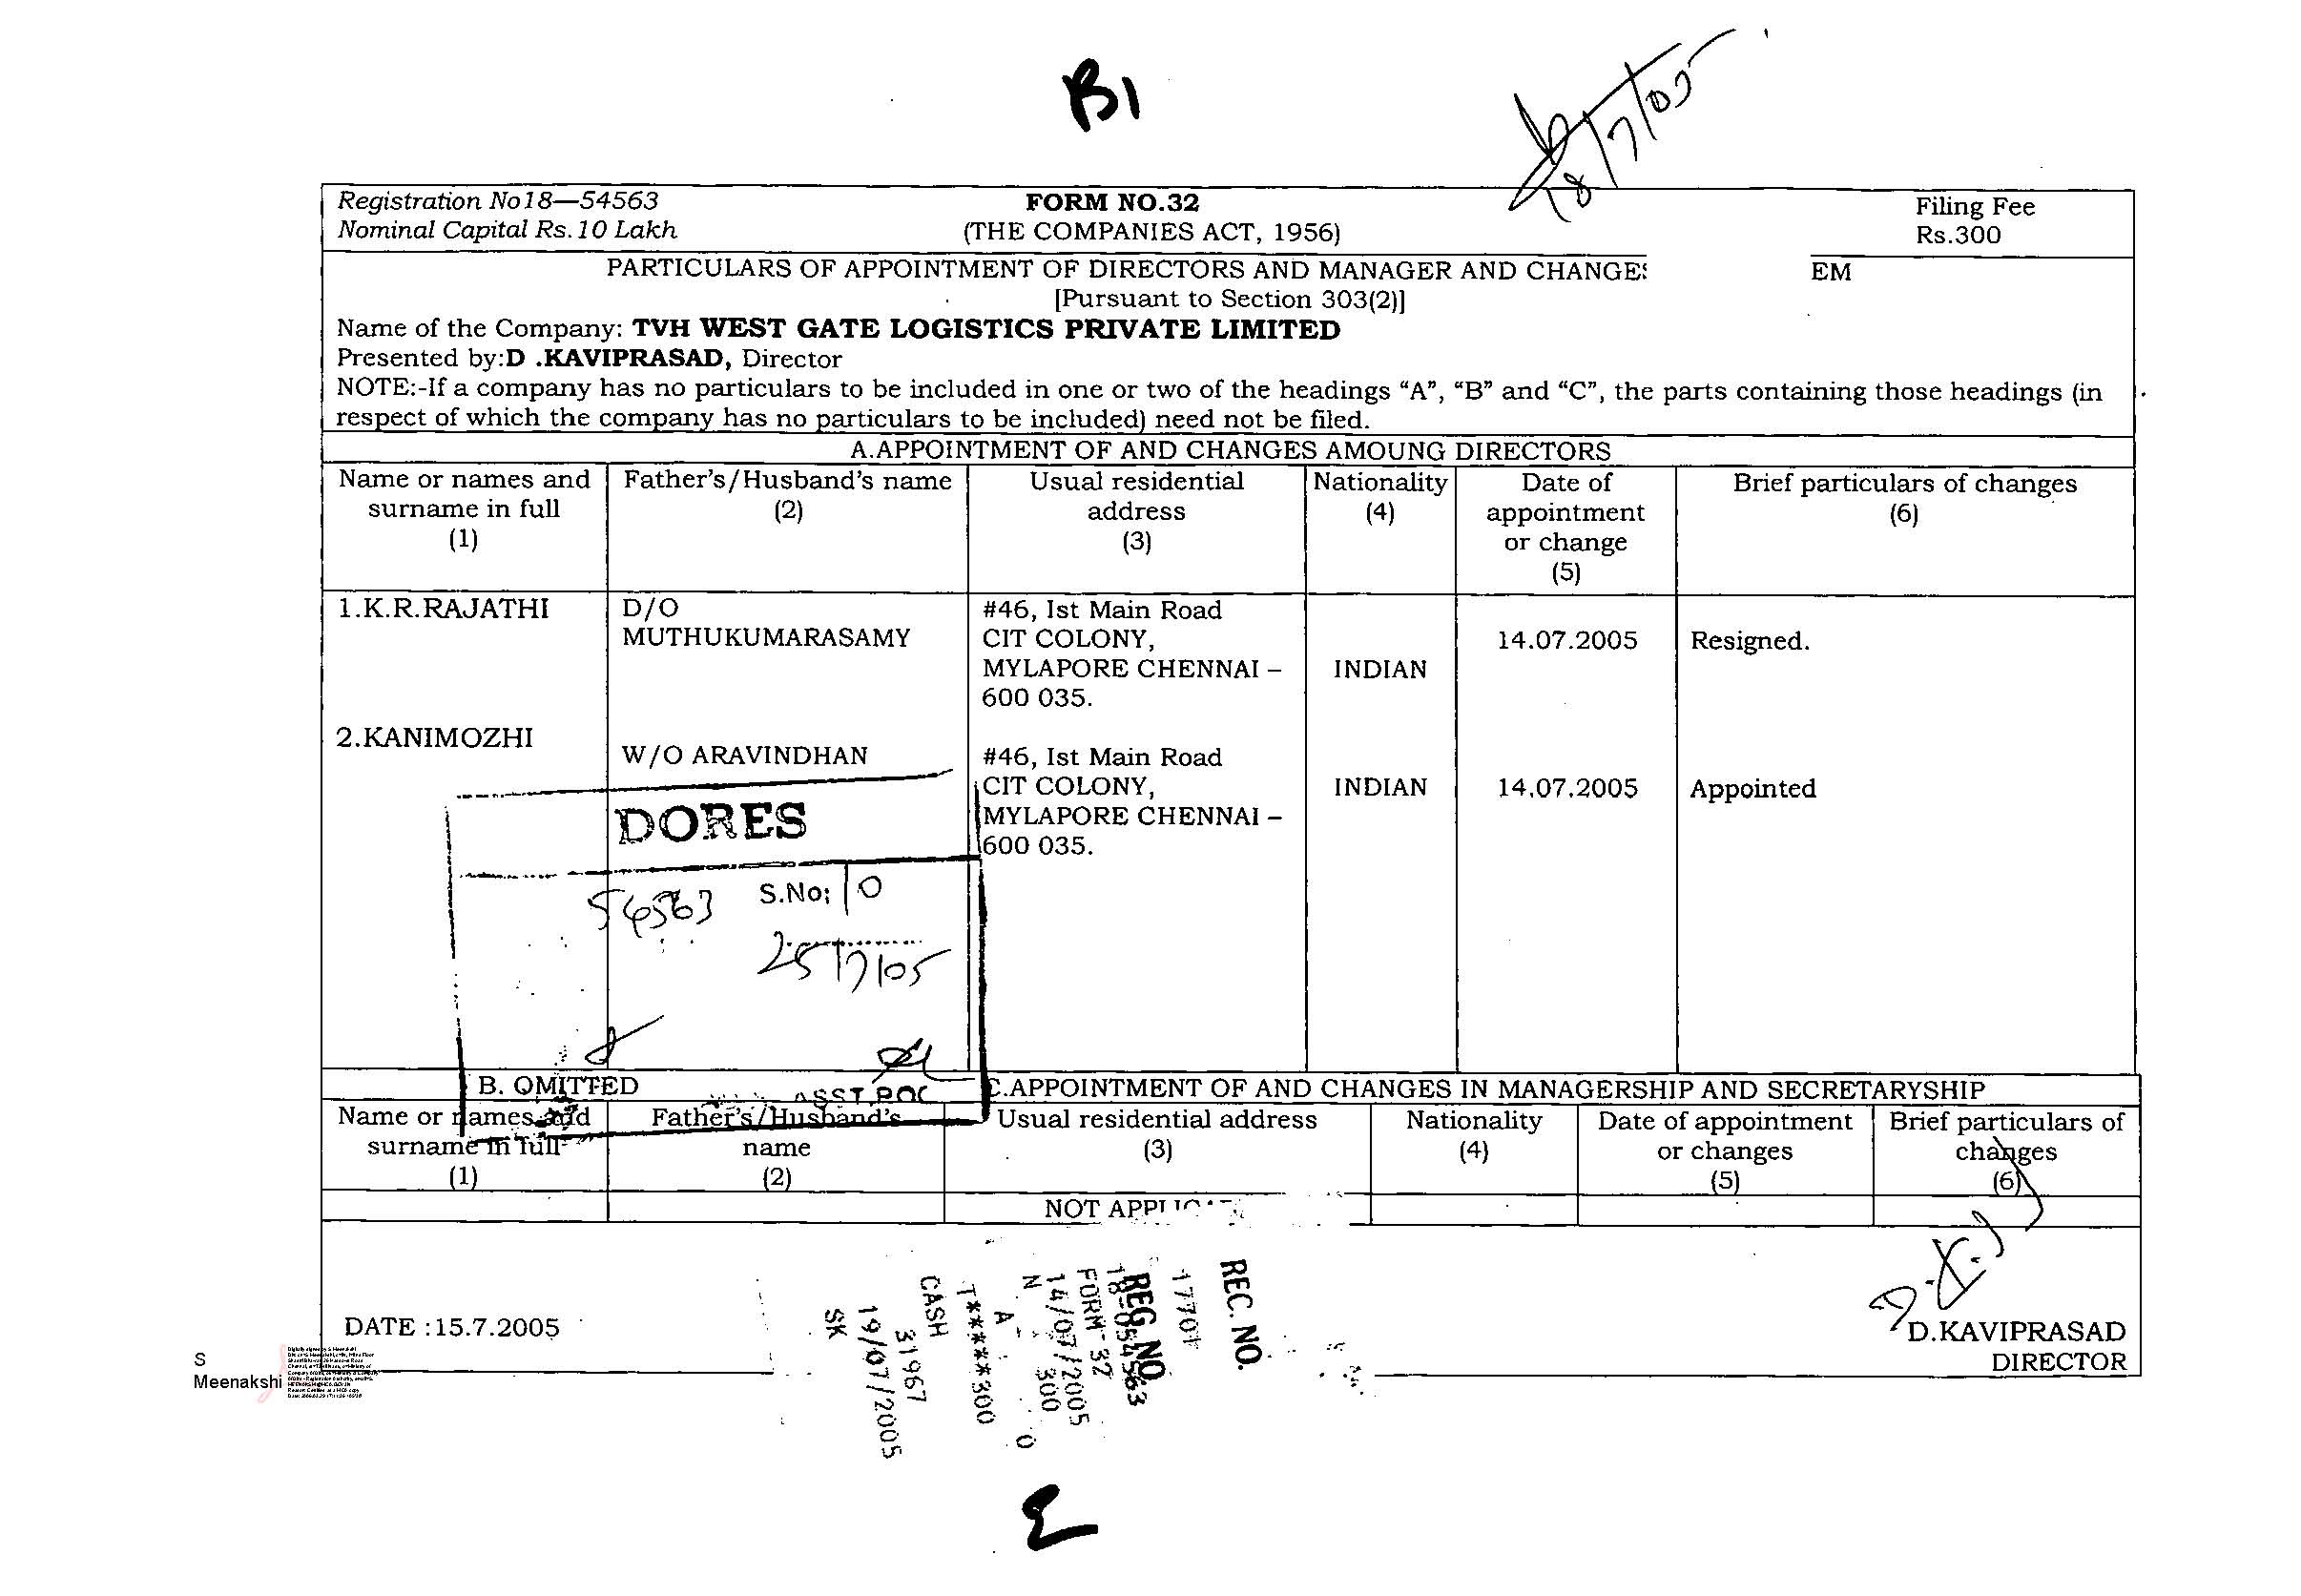 B1
18/7/05
Registration No18—54563
Nominal Capital Rs.10 Lakh
FORM NO.32
(THE COMPANIES ACT, 1956)
Filing Fee
Rs.300
PARTICULARS OF APPOINTMENT OF DIRECTORS AND MANAGER AND CHANGES EM
[Pursuant to Section 303(2)]
Name of the Company: TVH WEST GATE LOGISTICS PRIVATE LIMITED
Presented by:D .KAVIPRASAD, Director
NOTE:-If a company has no particulars to be included in one or two of the headings “A”, “B” and “C”, the parts containing those headings (in
respect of which the company has no particulars to be included) need not be filed.
A.APPOINTMENT OF AND CHANGES AMOUNG DIRECTORS
Name or names and
surname in full
(1)
Father's/Husband's name
(2)
Usual residential
address
(3)
Nationality
(4)
Date of
appointment
or change
(5)
Brief particulars of changes
(6)
1.K.R.RAJATHI
D/O
MUTHUKUMARASAMY
#46, Ist Main Road
CIT COLONY,
MYLAPORE CHENNAI –
600 035.
INDIAN
14.07.2005
Resigned.
2.KANIMOZHI
W/O ARAVINDHAN
#46, Ist Main Road
CIT COLONY,
MYLAPORE CHENNAI –
600 035.
INDIAN
14.07.2005
Appointed
DORES
54563
S.No: 10
25/7/05
ASST.ROC
B. OMITTED
C.APPOINTMENT OF AND CHANGES IN MANAGERSHIP AND SECRETARYSHIP
Name or names and
surname in full
(1)
Father's/Husband's
name
(2)
Usual residential address
(3)
Nationality
(4)
Date of appointment
or changes
(5)
Brief particulars of
changes
(6)
NOT
REC. NO.
17701
REG NO
18-054563
FORM-32
14/07/2005
N 300
A 0
T*****300
CASH
31967
19/07/2005
SK
DATE :15.7.2005
D.KAVIPRASAD
DIRECTOR
S
Meenakshi